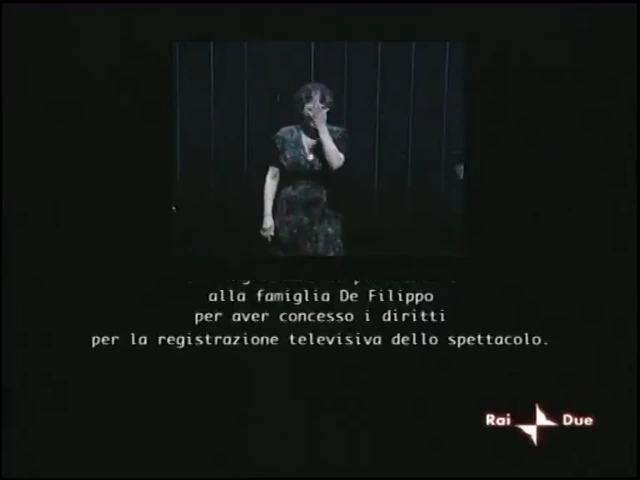 alla famiglia De Filippo
per aver concesso i diritti
per la registrazione televisiva dello spettacolo.
Rai Due